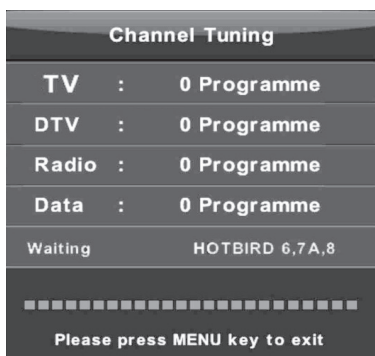 Channel Tuning
TV : 0 Programme
DTV : 0 Programme
Radio : 0 Programme
Data : 0 Programme
Waiting HOTBIRD 6,7A,8
Please press MENU key to exit